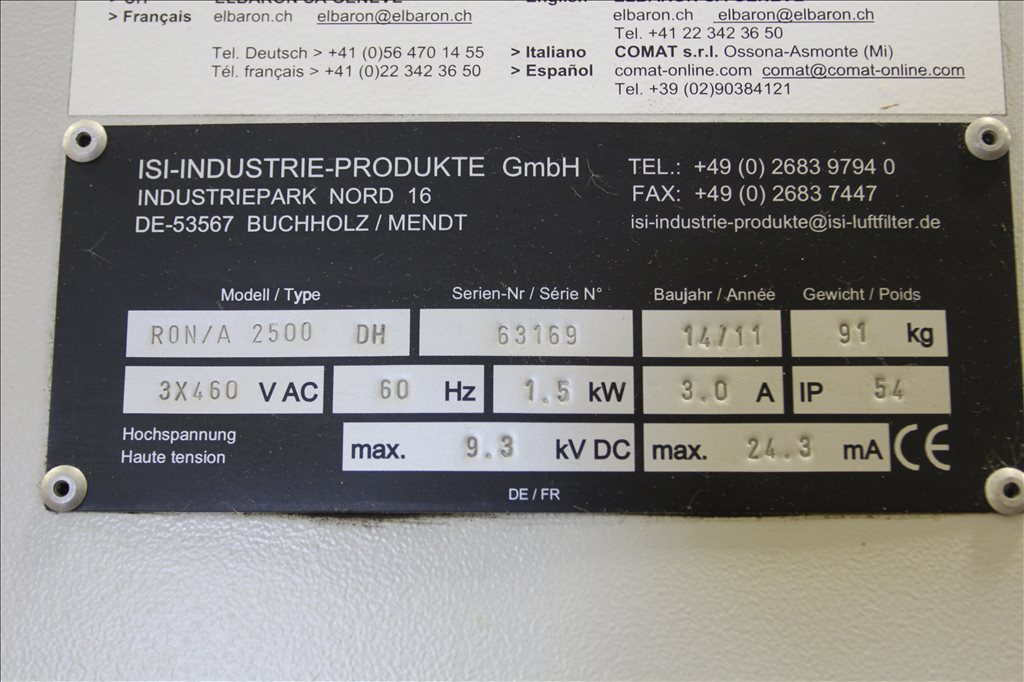 > Français elbaron.ch elbaron@elbaron.ch
Tel. Deutsch > +41 (0)56 470 14 55
Tél. français > +41 (0)22 342 36 50
> English ELBARON SA GENEVE
elbaron.ch elbaron@elbaron.ch
Tel. +41 22 342 36 50
> Italiano COMAT s.r.l. Ossona-Asmonte (Mi)
> Español comat-online.com comat@comat-online.com
Tel. +39 (02)90384121
ISI-INDUSTRIE-PRODUKTE GmbH
INDUSTRIEPARK NORD 16
DE-53567 BUCHHOLZ / MENDT
TEL.: +49 (0) 2683 9794 0
FAX: +49 (0) 2683 7447
isi-industrie-produkte@isi-luftfilter.de
Modell / Type Serien-Nr / Série N° Baujahr / Année Gewicht / Poids
RON/A 2500 DH 63169 14/11 91 kg
3X460 V AC 60 Hz 1.5 kW 3.0 A IP 54
Hochspannung
Haute tension
max. 9.3 kV DC max. 24.3 mA CE
DE / FR